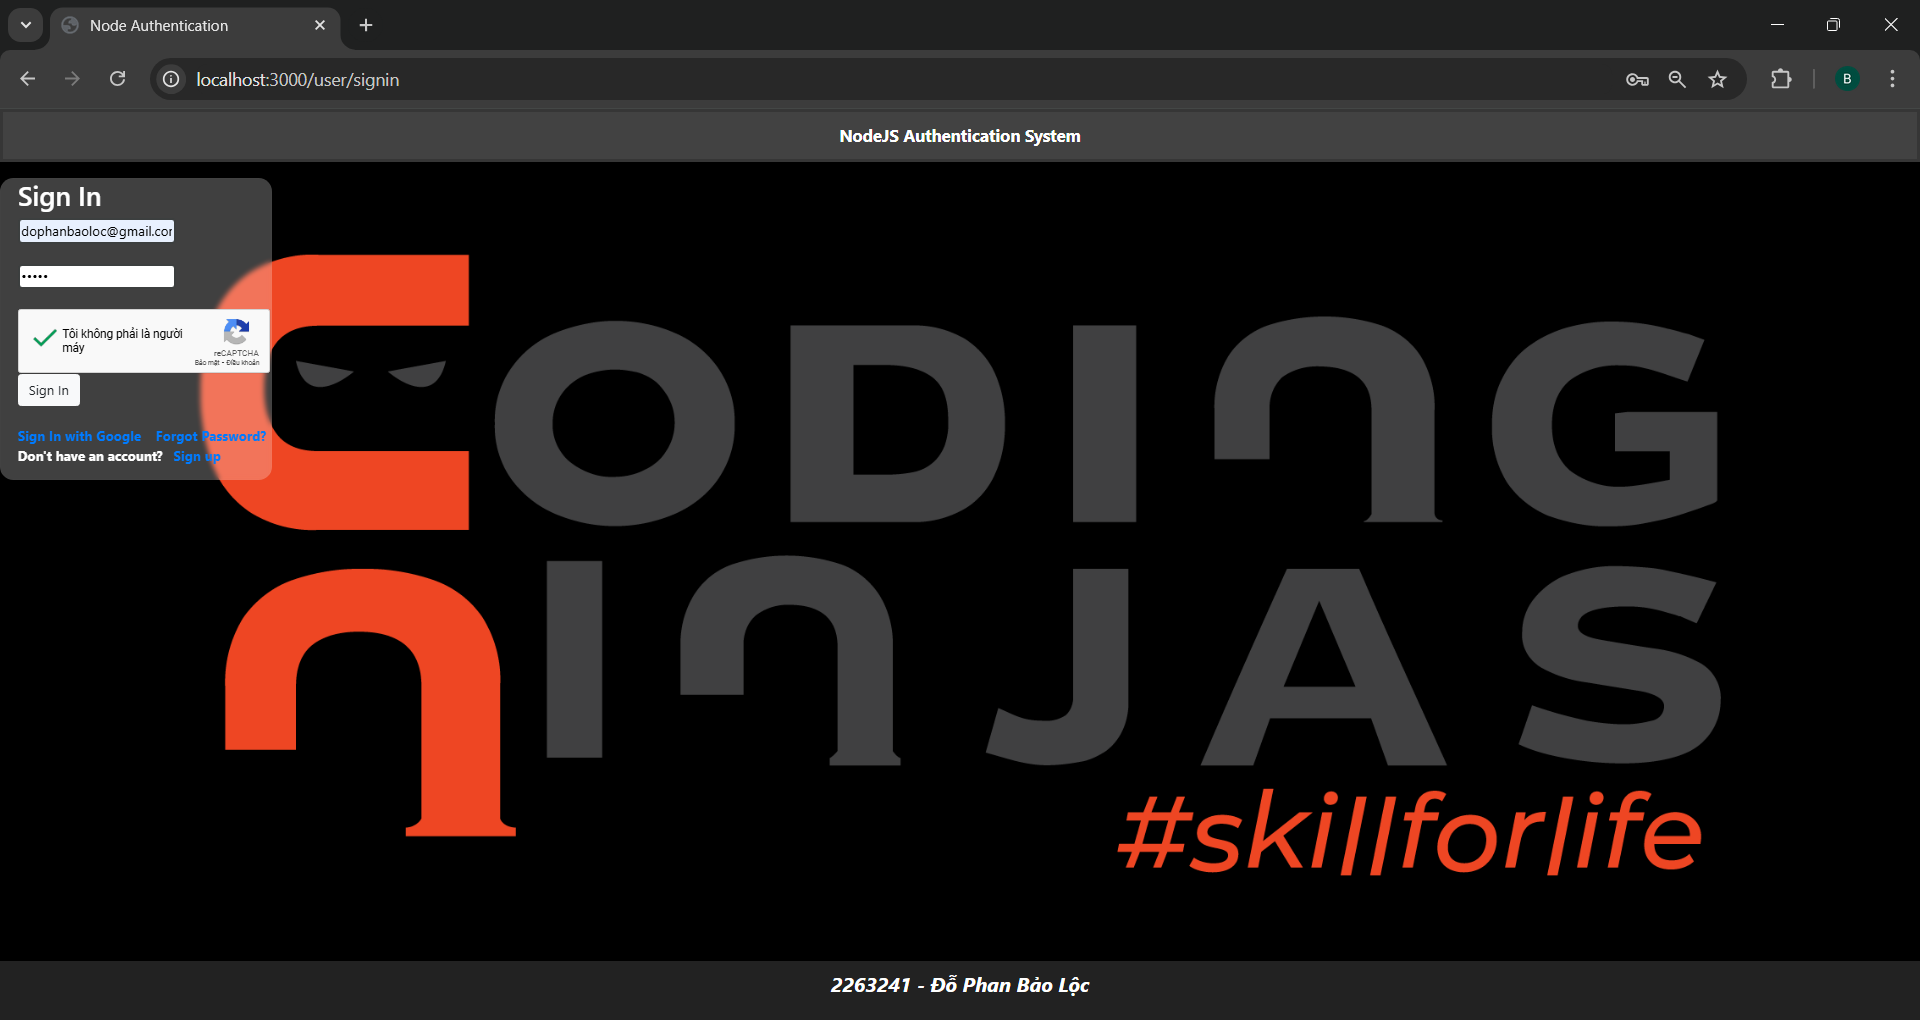 Node Authentication
localhost:3000/user/signin
B
NodeJS Authentication System
Sign In
dophanbaoloc@gmail.cor
•••••
Tôi không phải là người
máy
reCAPTCHA
Bảo mật - Điều khoản
Sign In
Sign In with Google Forgot Password?
Don't have an account? Sign up
CODING
NINJAS
#skillforlife
2263241 - Đỗ Phan Bảo Lộc